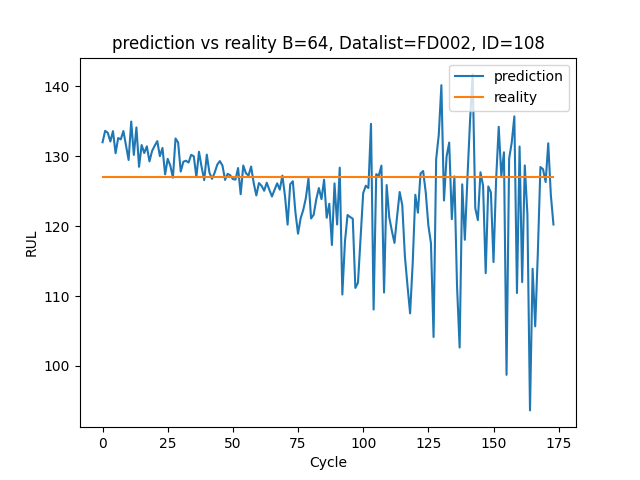 prediction vs reality B=64, Datalist=FD002, ID=108
prediction
reality
RUL
140
130
120
110
100
0 25 50 75 100 125 150 175
Cycle